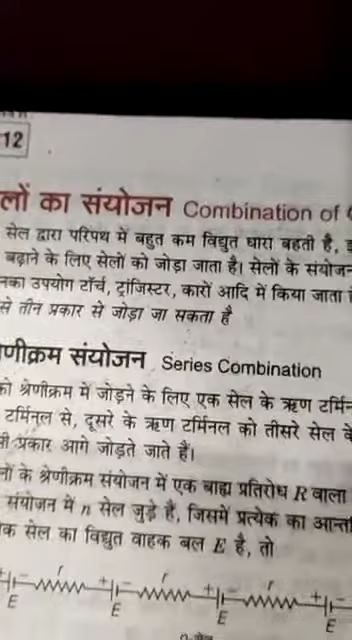 12
लों का संयोजन Combination of
सेल द्वारा परिपथ में बहुत कम विद्युत धारा बहती है,
बढ़ाने के लिए सेलों को जोड़ा जाता है। सेलों के संयोजन
नका उपयोग टॉर्च, ट्रांजिस्टर, कारों आदि में किया जाता
से तीन प्रकार से जोड़ा जा सकता है
णीक्रम संयोजन Series Combination
को श्रेणीक्रम में जोड़ने के लिए एक सेल के ऋण टर्मिन
टर्मिनल से, दूसरे के ऋण टर्मिनल को तीसरे सेल के
सी प्रकार आगे जोड़ते जाते हैं।
नों के श्रेणीक्रम संयोजन में एक बाह्य प्रतिरोध R वाला
संयोजन में n सेल जुड़े हैं, जिसमें प्रत्येक का आन्त
क सेल का विद्युत वाहक बल E है, तो
+ − r + − r + − r + −
E E E E
n-सेल